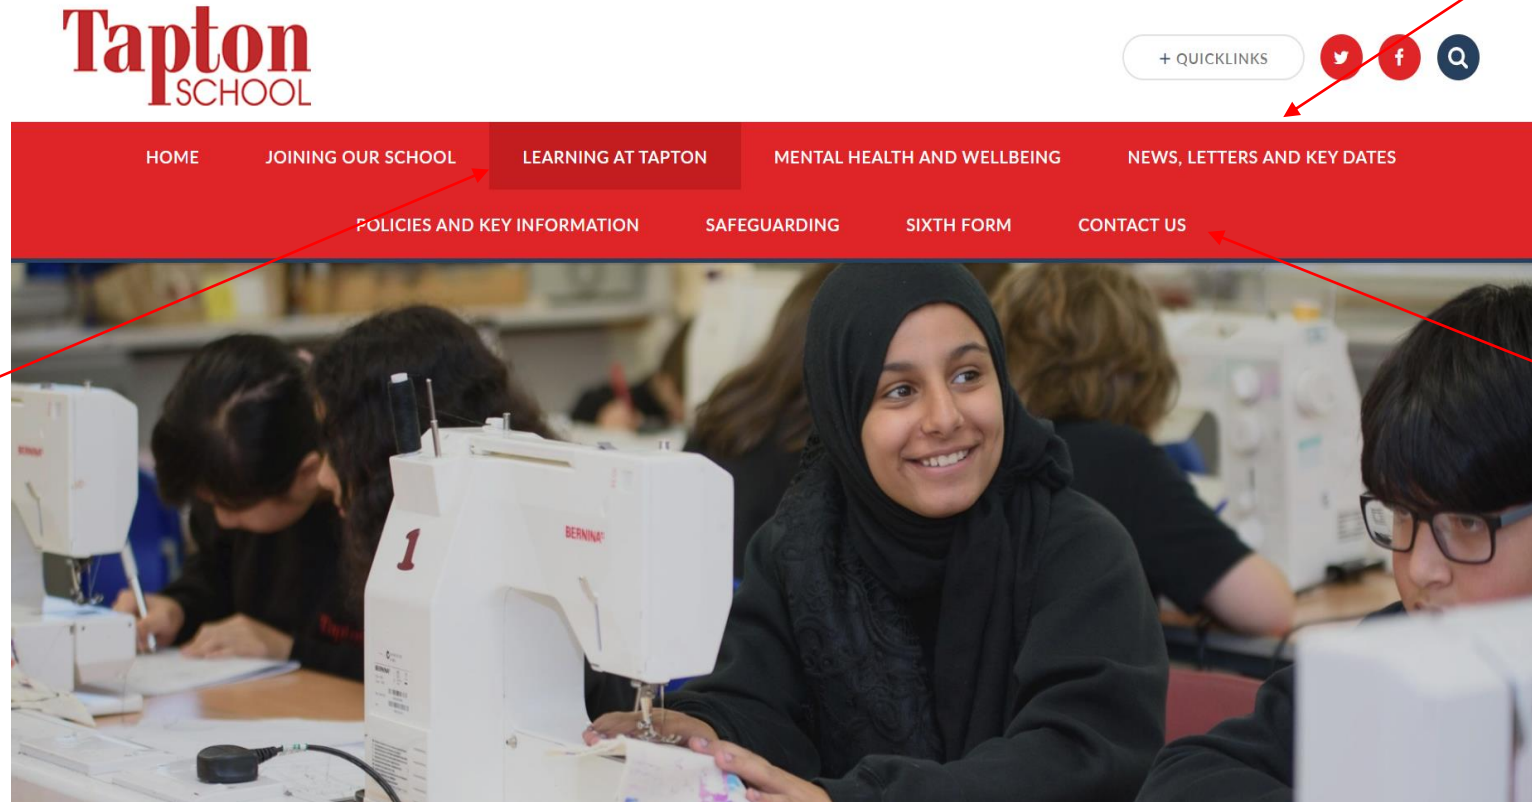 Tapton
SCHOOL
+ QUICKLINKS
HOME JOINING OUR SCHOOL LEARNING AT TAPTON MENTAL HEALTH AND WELLBEING NEWS, LETTERS AND KEY DATES
POLICIES AND KEY INFORMATION SAFEGUARDING SIXTH FORM CONTACT US
BERNINA
1
BERNINA